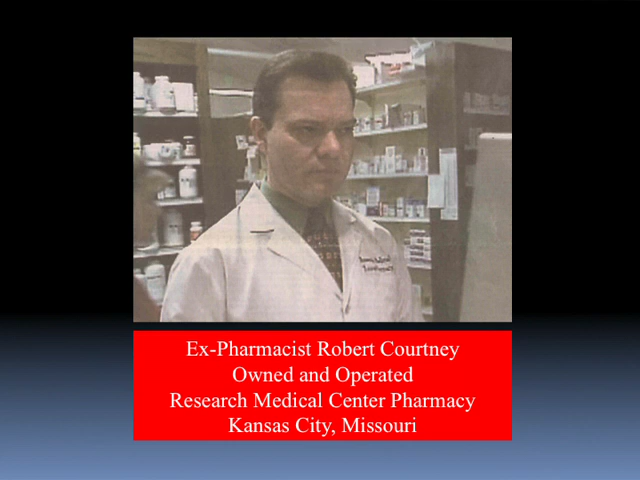 Ex-Pharmacist Robert Courtney
Owned and Operated
Research Medical Center Pharmacy
Kansas City, Missouri